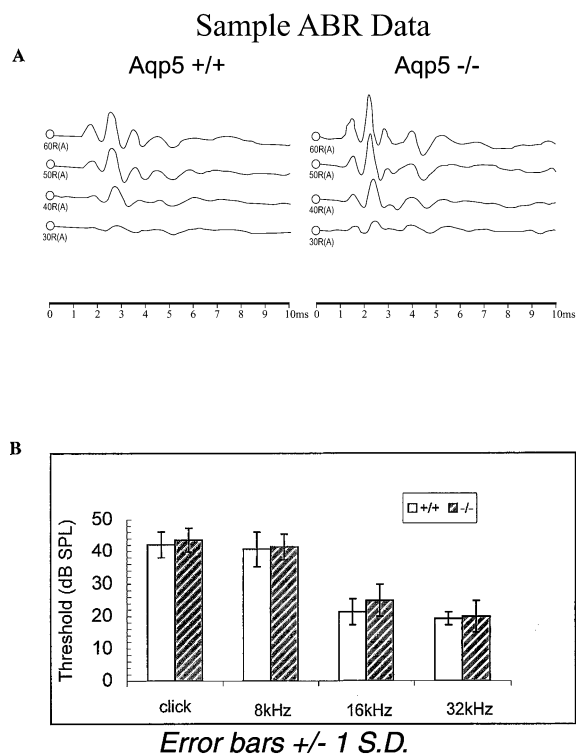 Sample ABR Data
A
Aqp5 +/+ Aqp5 -/-
60R(A) 60R(A)
50R(A) 50R(A)
40R(A) 40R(A)
30R(A) 30R(A)
0 1 2 3 4 5 6 7 8 9 10ms 0 1 2 3 4 5 6 7 8 9 10ms
B
+/+ -/-
Threshold (dB SPL)
50
40
30
20
10
0
click 8kHz 16kHz 32kHz
Error bars +/- 1 S.D.